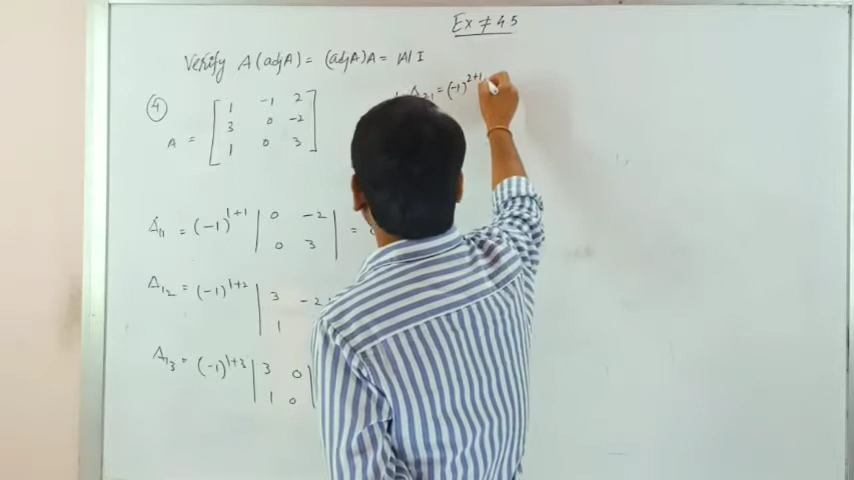 Ex ≠ 4.5
Verify A(adjA) = (adjA)A = |A| I
④
1 -1 2
A = 3 0 -2
1 0 3
A₂₁ = (-1)²⁺¹
A₁₁ = (-1)¹⁺¹ | 0 -2 | =
0 3
A₁₂ = (-1)¹⁺² | 3 -2
1
A₁₃ = (-1)¹⁺³ | 3 0 |
1 0